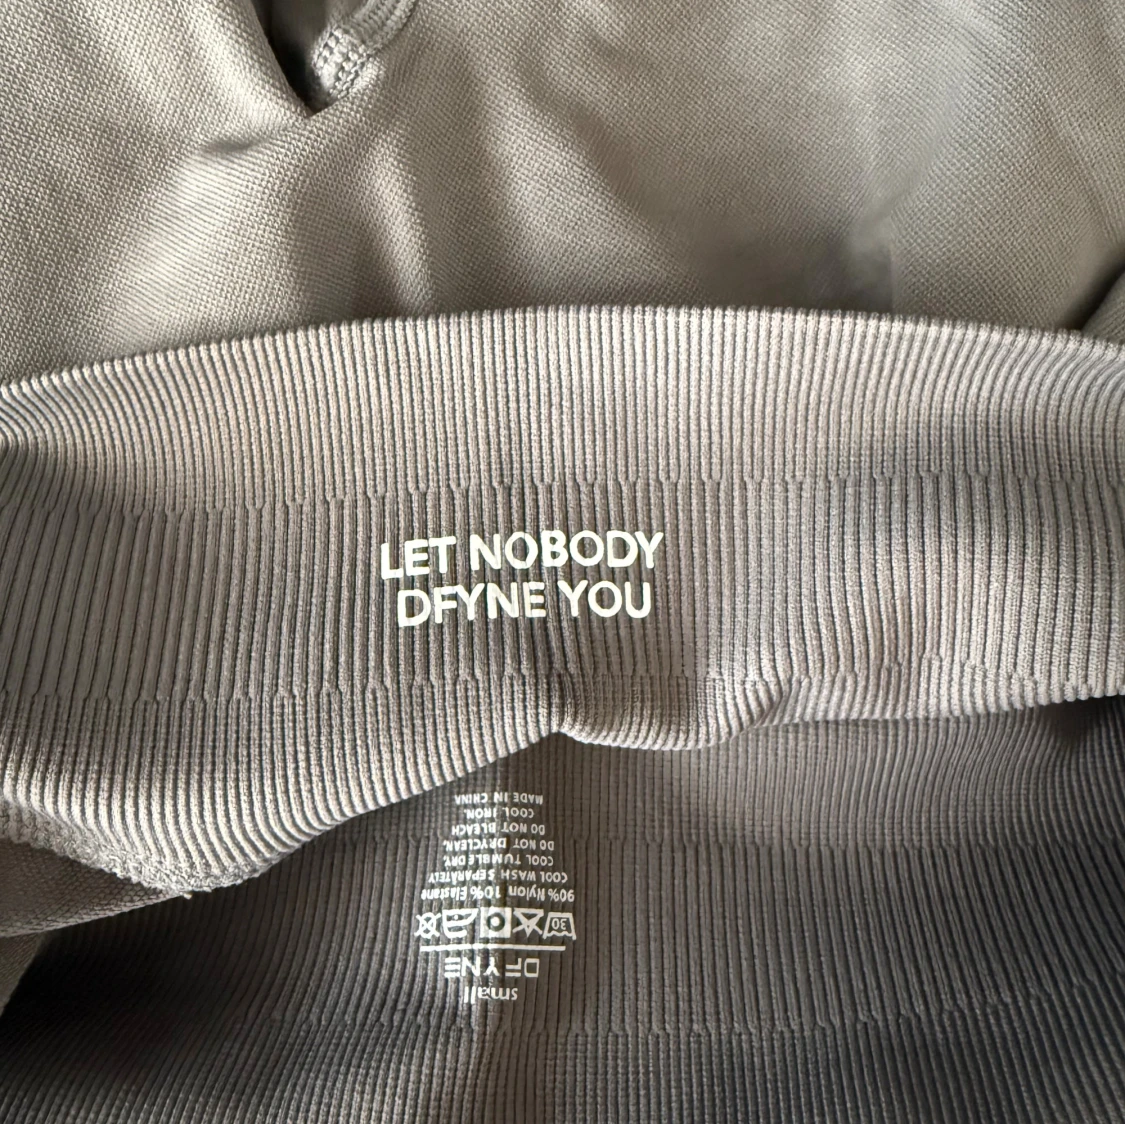 LET NOBODY
DFYNE YOU
small
DFYNE
30
90% Nylon 10% Elastane
COOL WASH SEPARATELY
COOL TUMBLE DRY,
DO NOT DRYCLEAN,
DO NOT BLEACH
COOL IRON.
MADE IN CHINA